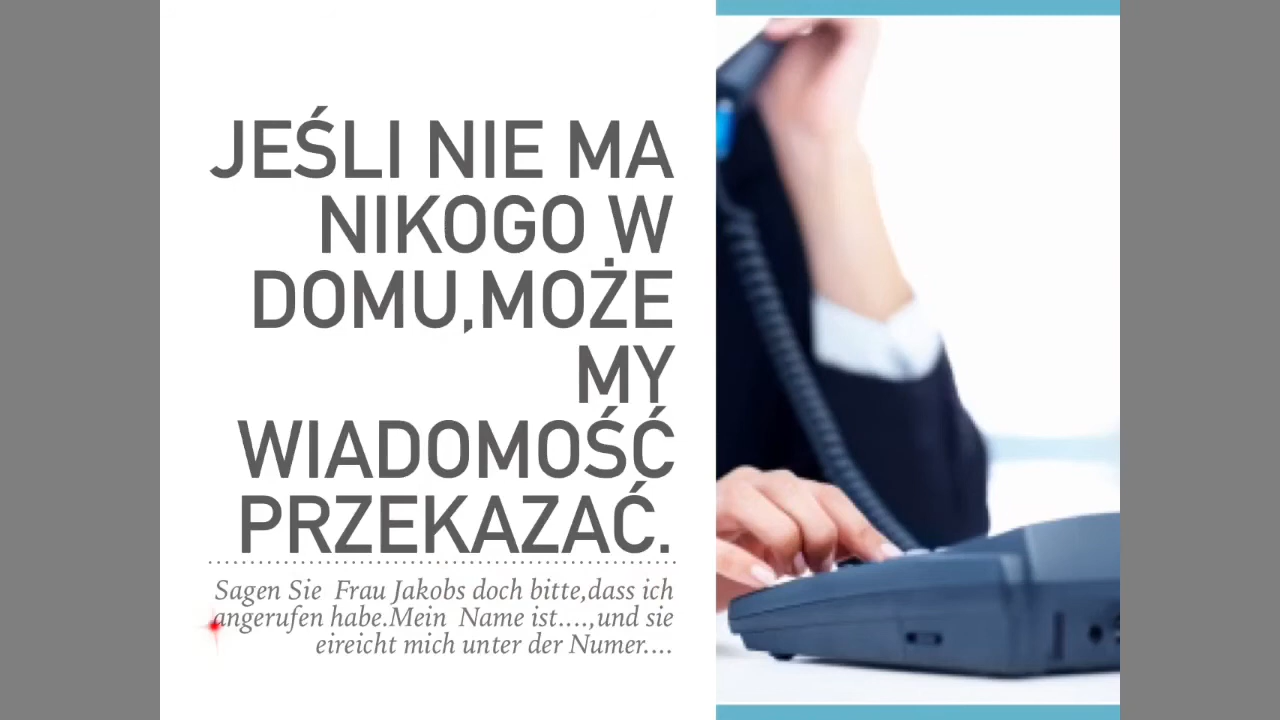 JEŚLI NIE MA
NIKOGO W
DOMU,MOŻE
MY
WIADOMOŚĆ
PRZEKAZAĆ.
Sagen Sie Frau Jakobs doch bitte,dass ich
angerufen habe.Mein Name ist....,und sie
eireicht mich unter der Numer....